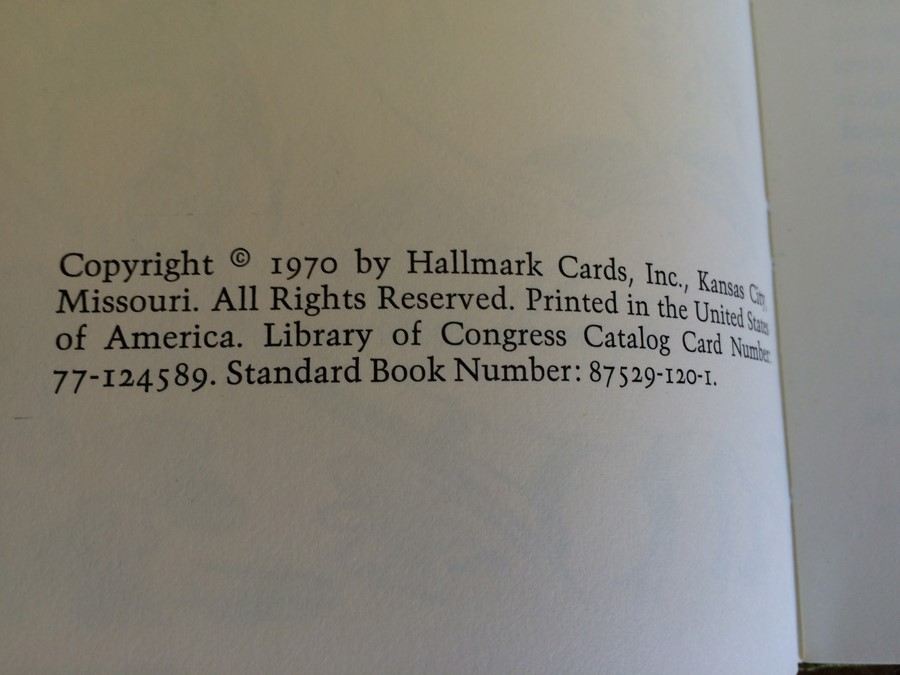 Copyright © 1970 by Hallmark Cards, Inc., Kansas City,
Missouri. All Rights Reserved. Printed in the United States
of America. Library of Congress Catalog Card Number:
77-124589. Standard Book Number: 87529-120-1.